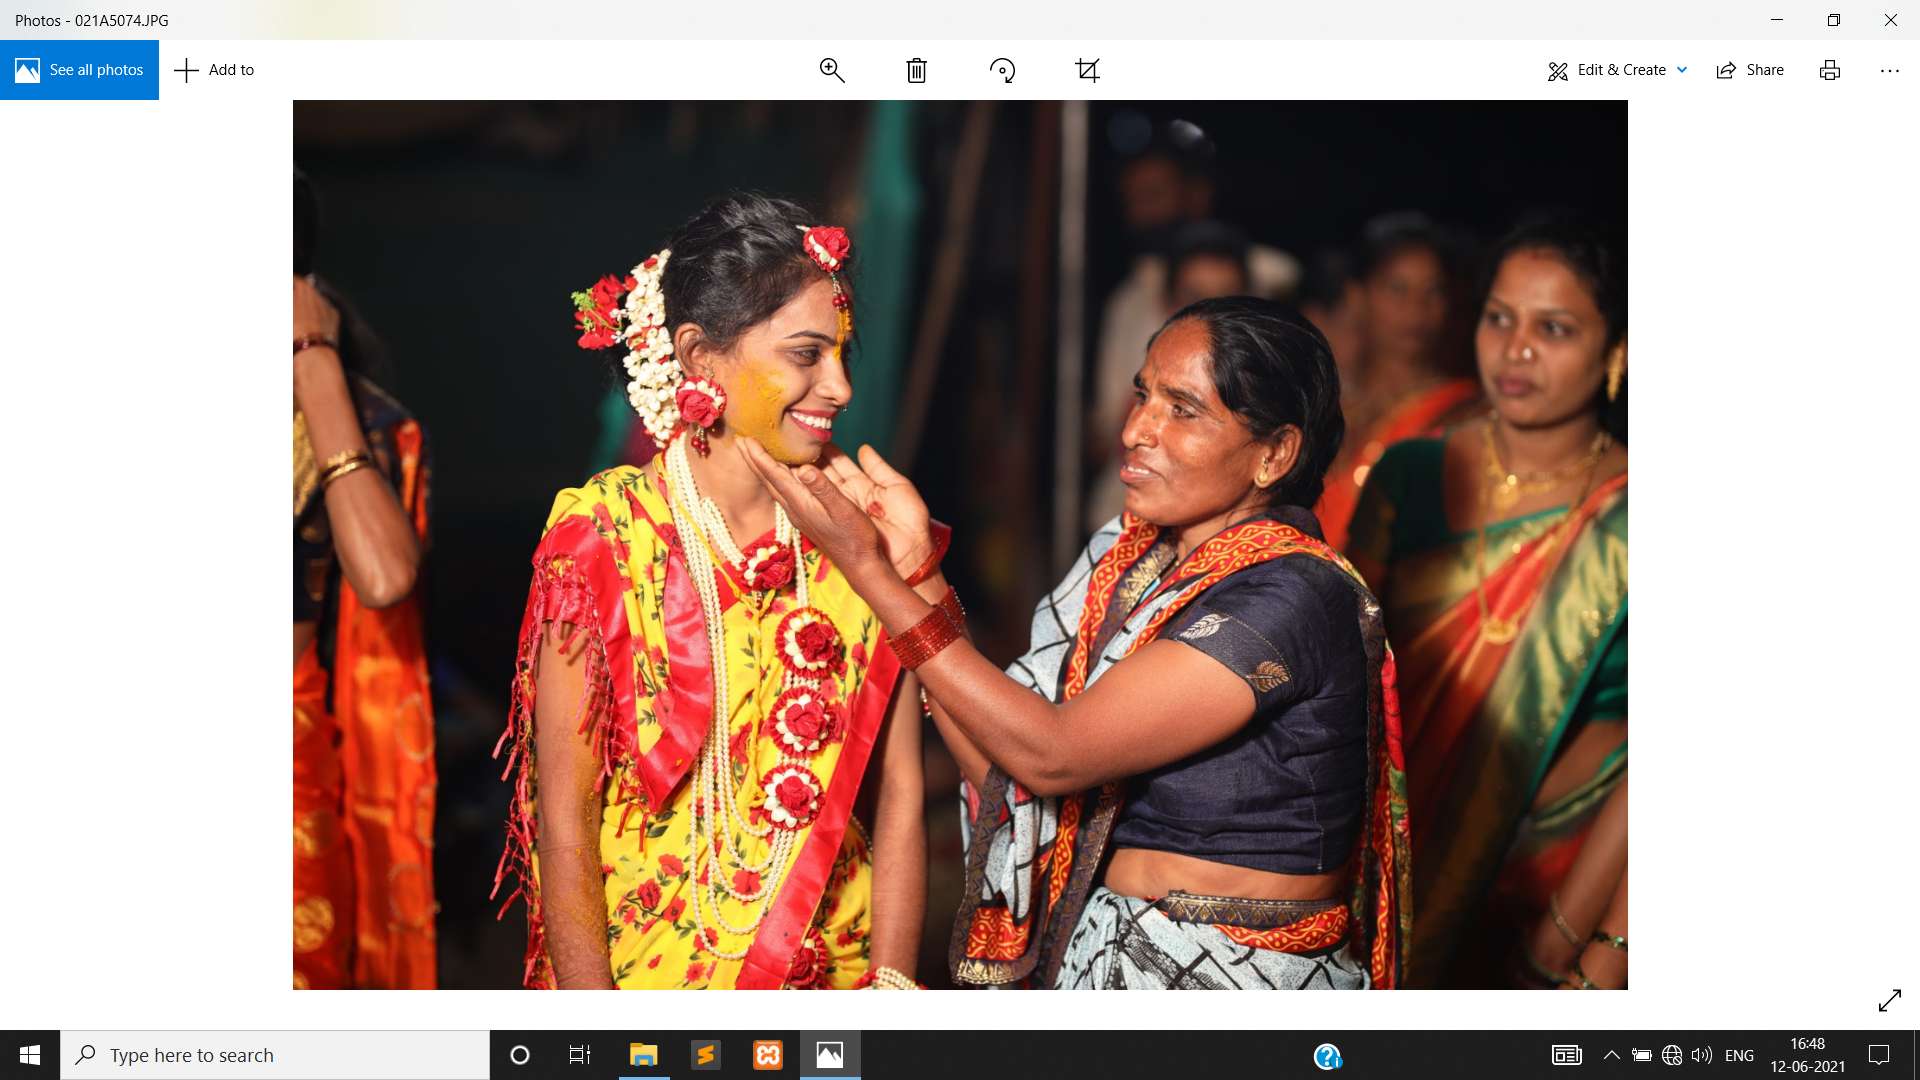 Photos - 021A5074.JPG
See all photos
Add to
Edit & Create
Share
Type here to search
ENG
16:48
12-06-2021